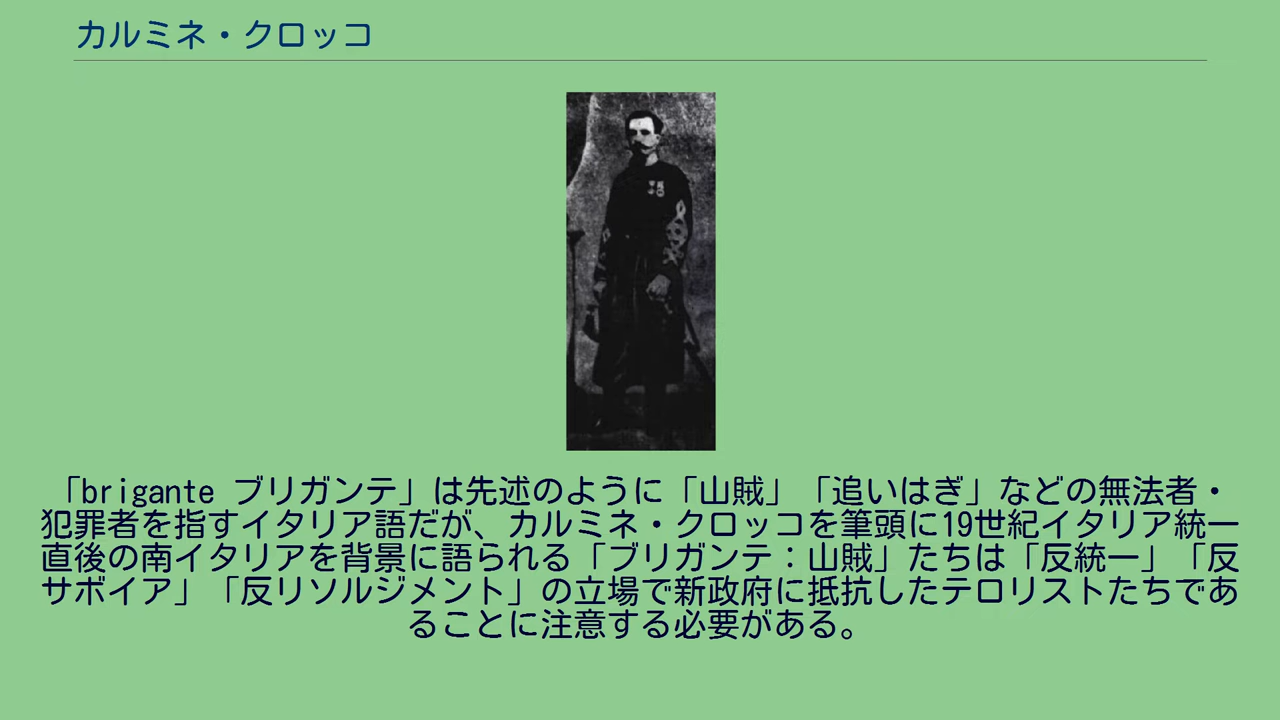 カルミネ・クロッコ
「brigante ブリガンテ」は先述のように「山賊」「追いはぎ」などの無法者・
犯罪者を指すイタリア語だが、カルミネ・クロッコを筆頭に19世紀イタリア統一
直後の南イタリアを背景に語られる「ブリガンテ：山賊」たちは「反統一」「反
サボイア」「反リソルジメント」の立場で新政府に抵抗したテロリストたちであ
ることに注意する必要がある。